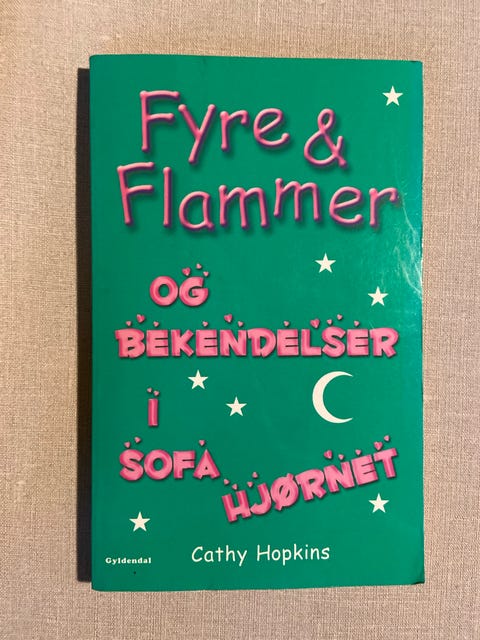 Fyre &
Flammer
OG
BEKENDELSER
I
SOFA
HJØRNET
Gyldendal
Cathy Hopkins